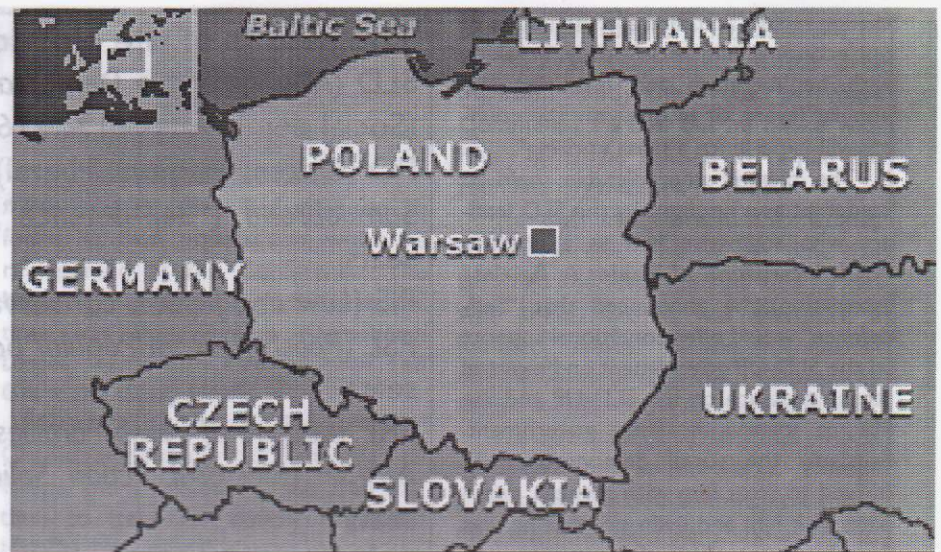 Baltic Sea
LITHUANIA
POLAND
BELARUS
Warsaw
GERMANY
CZECH
REPUBLIC
UKRAINE
SLOVAKIA